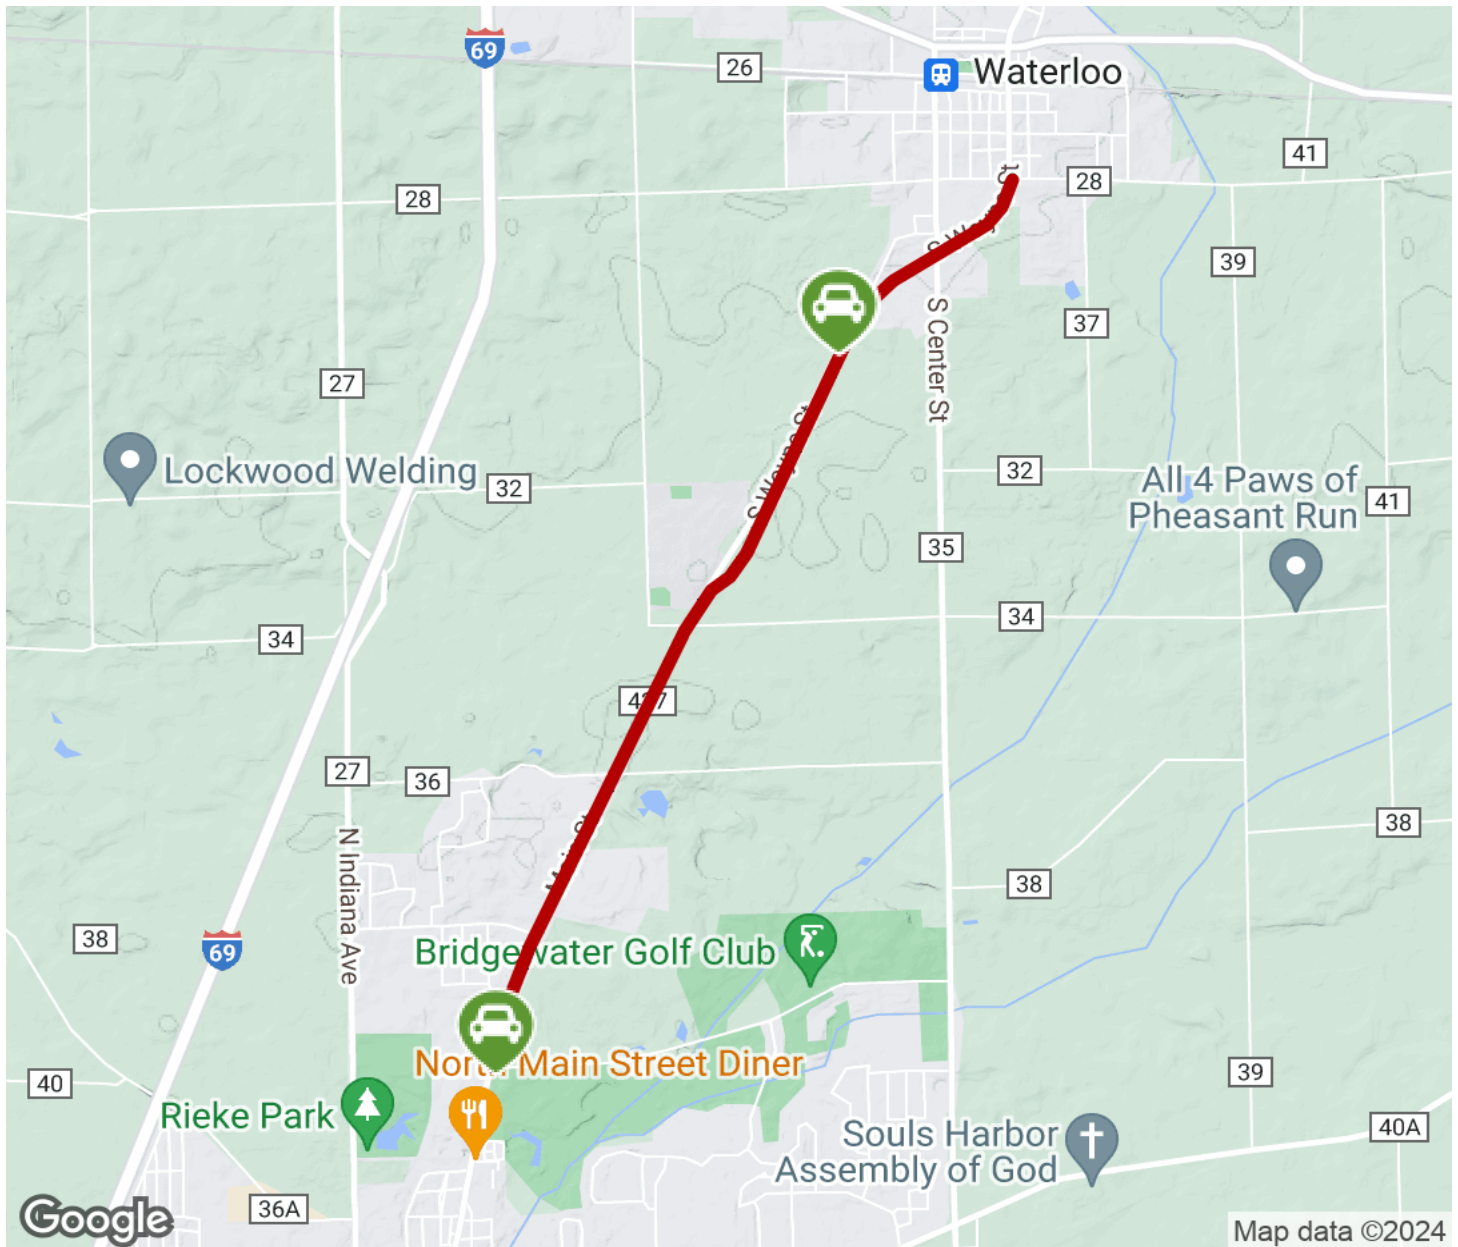 69
26
Waterloo
41
28
28
39
S Center St
37
27
Lockwood Welding
32
32
All 4 Paws of
Pheasant Run
41
35
34
34
27
36
38
N Indiana Ave
38
38
69
Bridgewater Golf Club
North Main Street Diner
40
39
Rieke Park
40A
Souls Harbor
Assembly of God
36A
Google
Map data ©2024